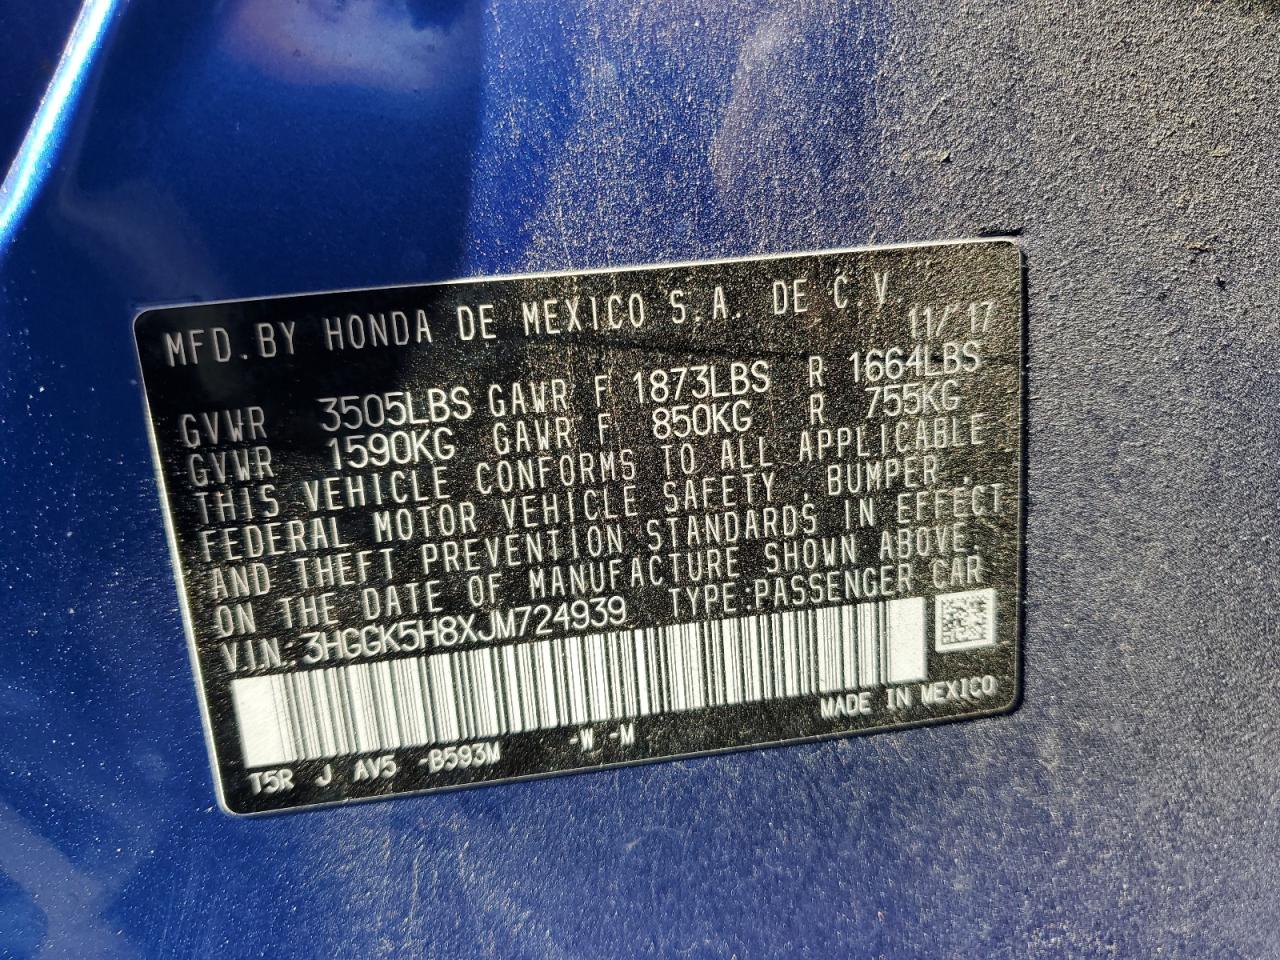 MFD.BY HONDA DE MEXICO S.A. DE C.V.
11/'17
GVWR 3505LBS GAWR F 1873LBS R 1664LBS
GVWR 1590KG GAWR F 850KG R 755KG
THIS VEHICLE CONFORMS TO ALL APPLICABLE
FEDERAL MOTOR VEHICLE SAFETY, BUMPER,
AND THEFT PREVENTION STANDARDS IN EFFECT
ON THE DATE OF MANUFACTURE SHOWN ABOVE.
V.I.N.: 3HGGK5H8XJM724939 TYPE:PASSENGER CAR
MADE IN MEXICO
T5R J AV5 -B593M -W -M